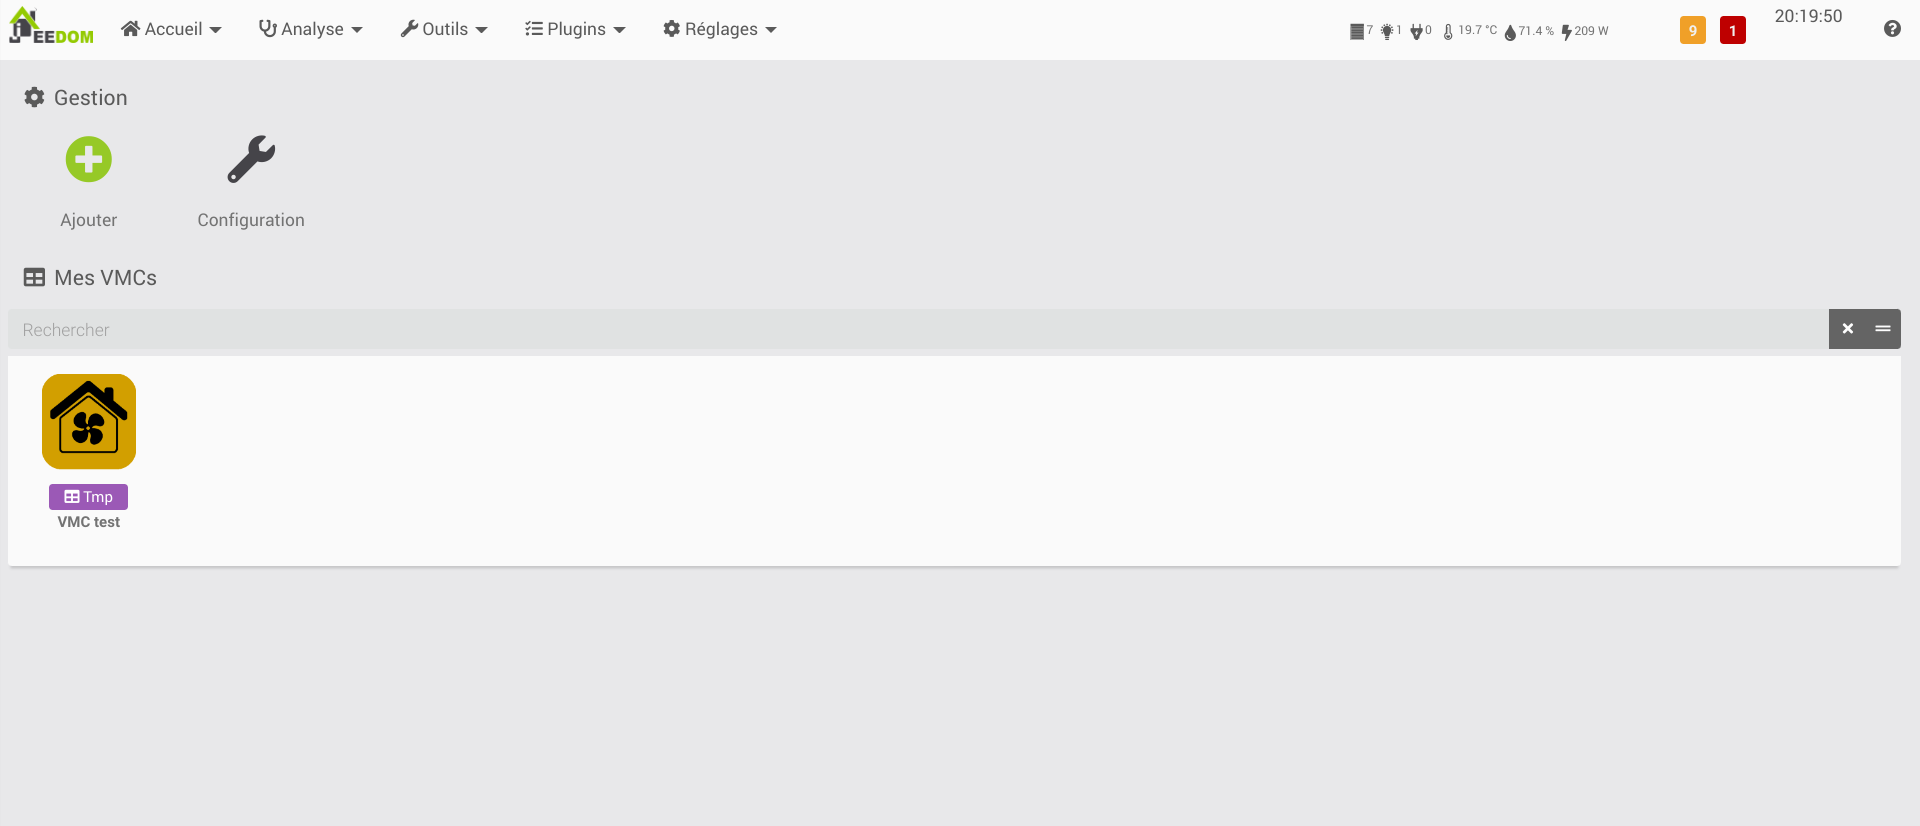 EEDOM Accueil Analyse Outils Plugins Réglages 7 1 0 19.7 °C 71.4 % 209 W 9 1 20:19:50
Gestion
Ajouter Configuration
Mes VMCs
Rechercher
Tmp
VMC test